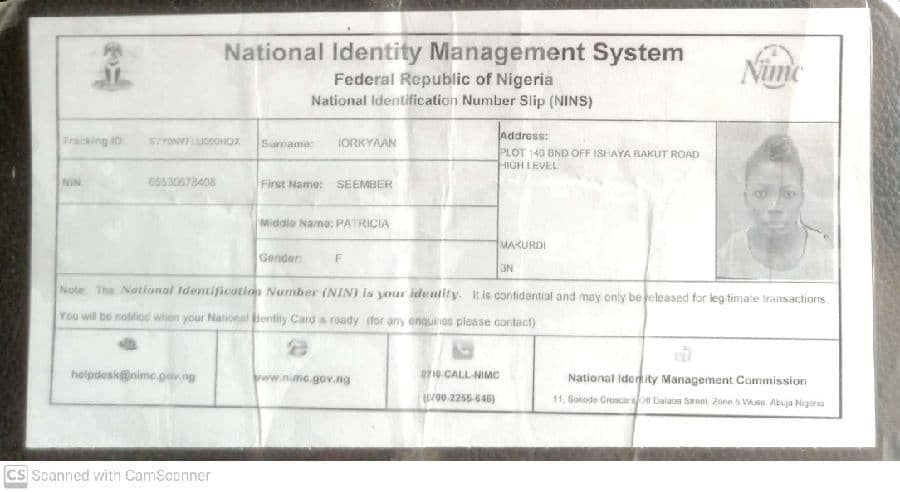 National Identity Management System
Federal Republic of Nigeria
National Identification Number Slip (NINS)
Nimc
Tracking ID:
Surname: IORKYAAN
Address:
PLOT 140 BND OFF ISHAYA BAKUT ROAD
HIGH LEVEL
NIN: 65530678408
First Name: SEEMBER
Middle Name: PATRICIA
Gender: F
MAKURDI
BN
Note: The National Identification Number (NIN) is your identity. It is confidential and may only be released for legitimate transactions.
You will be notified when your National Identity Card is ready (for any enquiries please contact)
helpdesk@nimc.gov.ng
www.nimc.gov.ng
0700-CALL-NIMC
(0700-2255-646)
National Identity Management Commission
11, Sokode Crescent, Off Dalaba Street, Zone 5 Wuse, Abuja Nigeria
CS Scanned with CamScanner